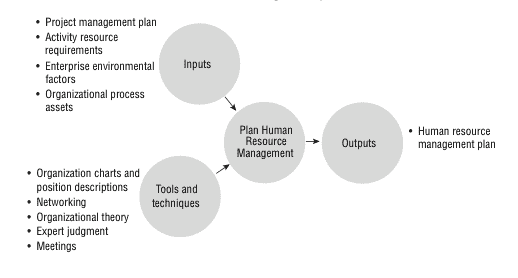 • Project management plan
• Activity resource
requirements
• Enterprise environmental
factors
• Organizational process
assets
Inputs
Plan Human
Resource
Management
Outputs
• Human resource
management plan
• Organization charts and
position descriptions
• Networking
• Organizational theory
• Expert judgment
• Meetings
Tools and
techniques